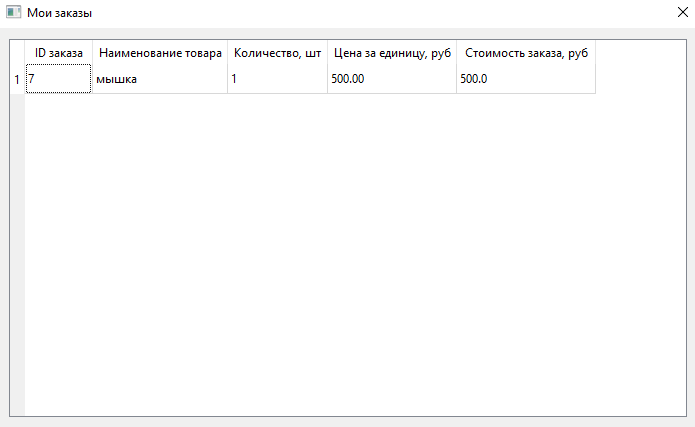 Мои заказы
ID заказа Наименование товара Количество, шт Цена за единицу, руб Стоимость заказа, руб
1 7 мышка 1 500.00 500.0